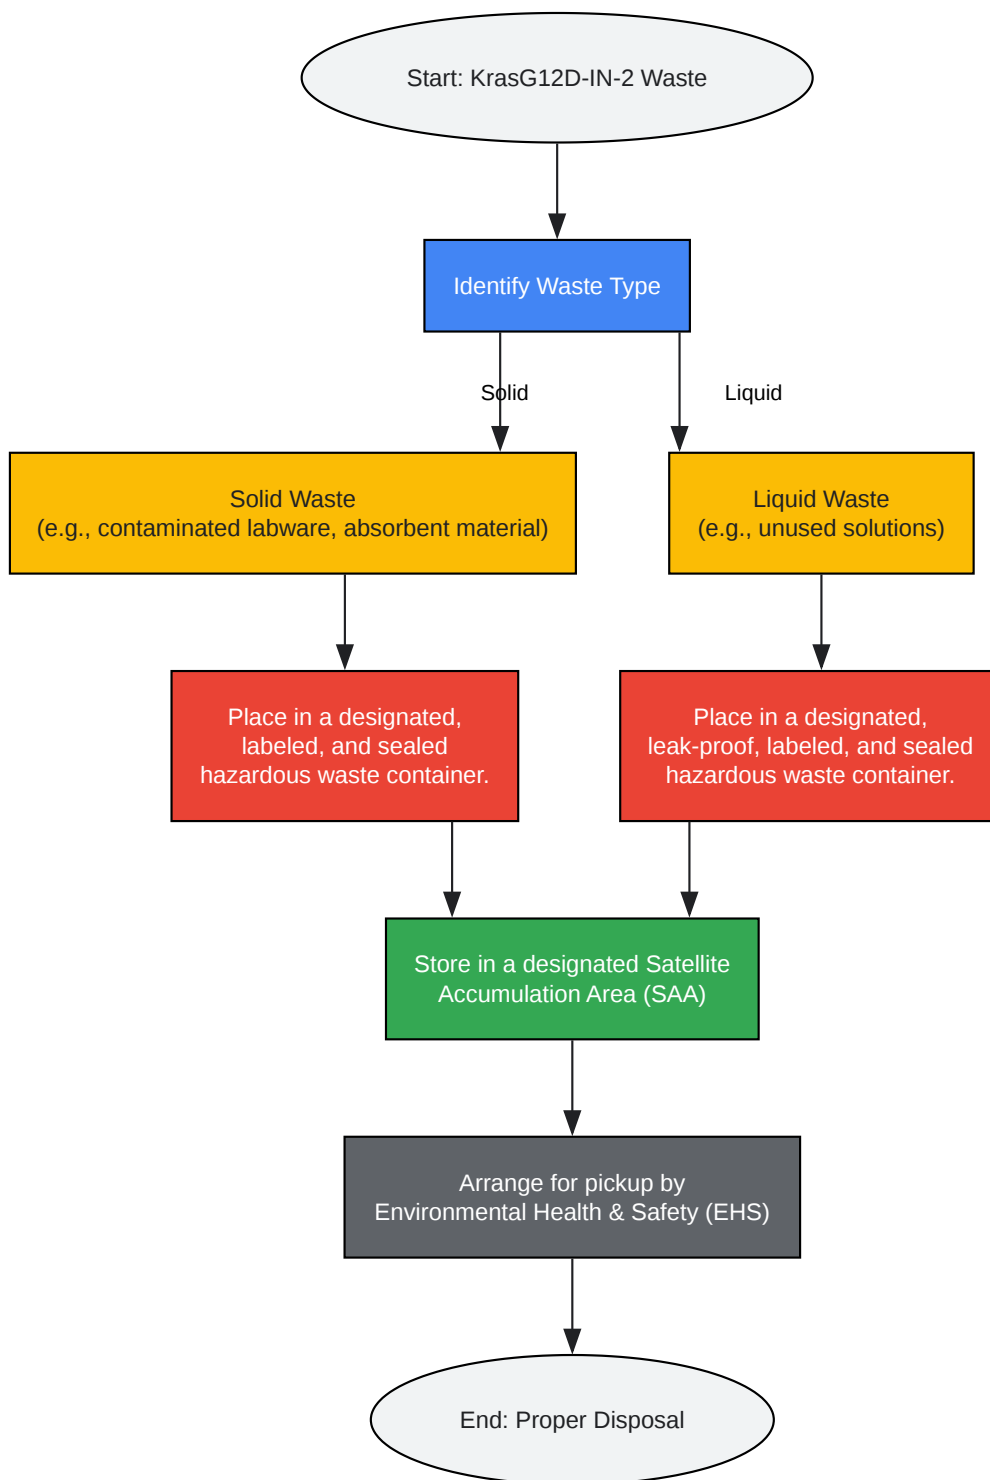 Start: KrasG12D-IN-2 Waste
Identify Waste Type
Solid
Liquid
Solid Waste
(e.g., contaminated labware, absorbent material)
Liquid Waste
(e.g., unused solutions)
Place in a designated,
labeled, and sealed
hazardous waste container.
Place in a designated,
leak-proof, labeled, and sealed
hazardous waste container.
Store in a designated Satellite
Accumulation Area (SAA)
Arrange for pickup by
Environmental Health & Safety (EHS)
End: Proper Disposal